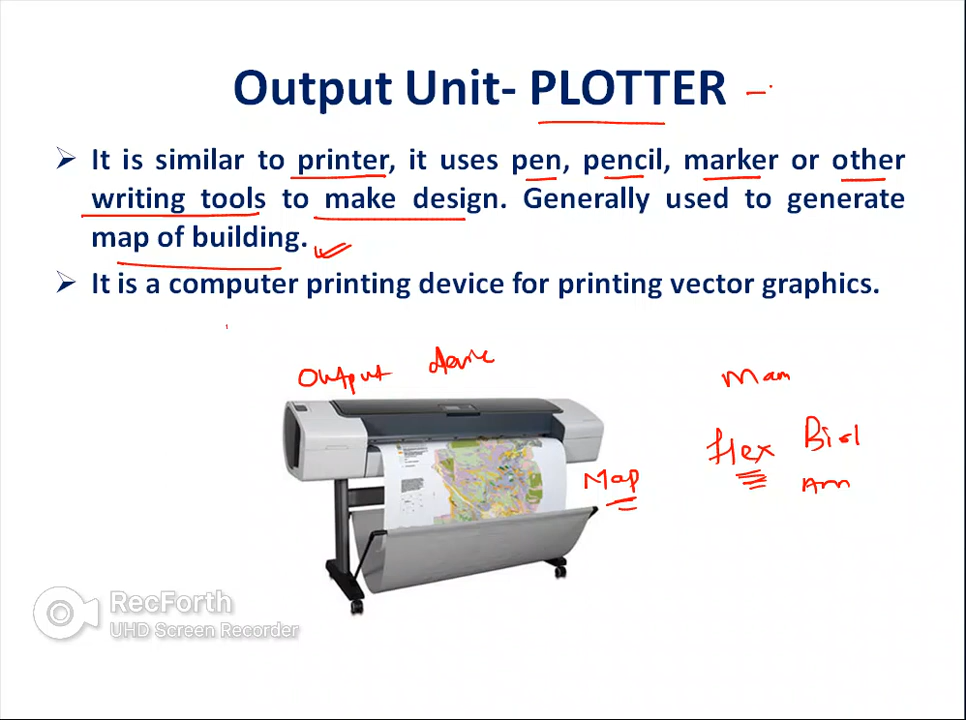 Output Unit- PLOTTER
➢ It is similar to printer, it uses pen, pencil, marker or other
writing tools to make design. Generally used to generate
map of building.
➢ It is a computer printing device for printing vector graphics.
Output device
Mam
flex
Map
RecForth
UHD Screen Recorder